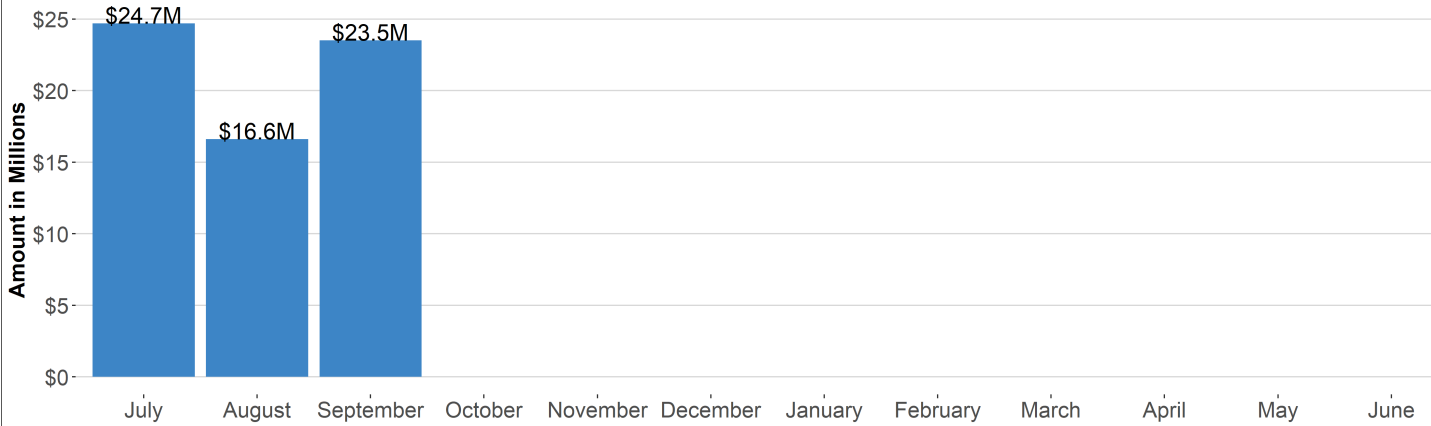 Amount in Millions
$25
$20
$15
$10
$5
$0
$24.7M
$16.6M
$23.5M
July August September October November December January February March April May June